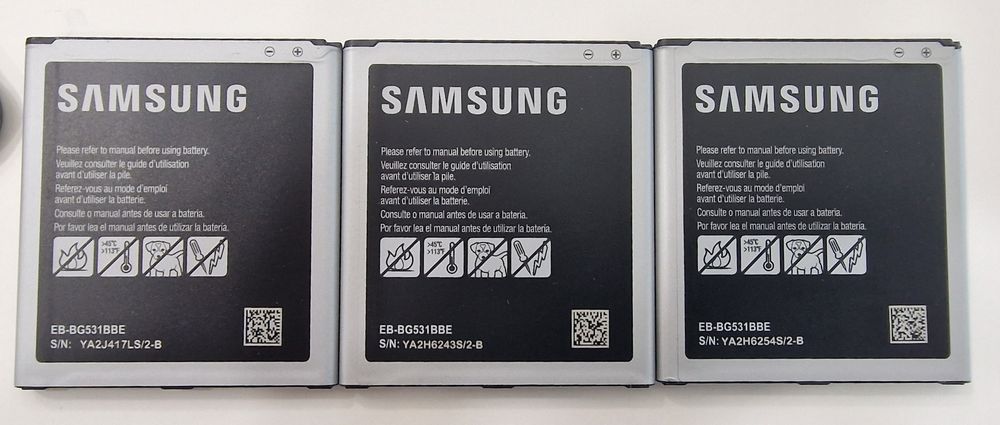 SAMSUNG
Please refer to manual before using battery.
Veuillez consulter le guide d'utilisation
avant d'utiliser la pile.
Referez-vous au mode d'emploi
avant d'utiliser la batterie.
Consulte o manual antes de usar a bateria.
Por favor lea el manual antes de utilizar la batería.
>45°C
>113°F
EB-BG531BBE
S/N: YA2J417LS/2-B
SAMSUNG
Please refer to manual before using battery.
Veuillez consulter le guide d'utilisation
avant d'utiliser la pile.
Referez-vous au mode d'emploi
avant d'utiliser la batterie.
Consulte o manual antes de usar a bateria.
Por favor lea el manual antes de utilizar la batería.
>45°C
>113°F
EB-BG531BBE
S/N: YA2H6243S/2-B
SAMSUNG
Please refer to manual before using battery.
Veuillez consulter le guide d'utilisation
avant d'utiliser la pile.
Referez-vous au mode d'emploi
avant d'utiliser la batterie.
Consulte o manual antes de usar a bateria.
Por favor lea el manual antes de utilizar la batería.
>45°C
>113°F
EB-BG531BBE
S/N: YA2H6254S/2-B